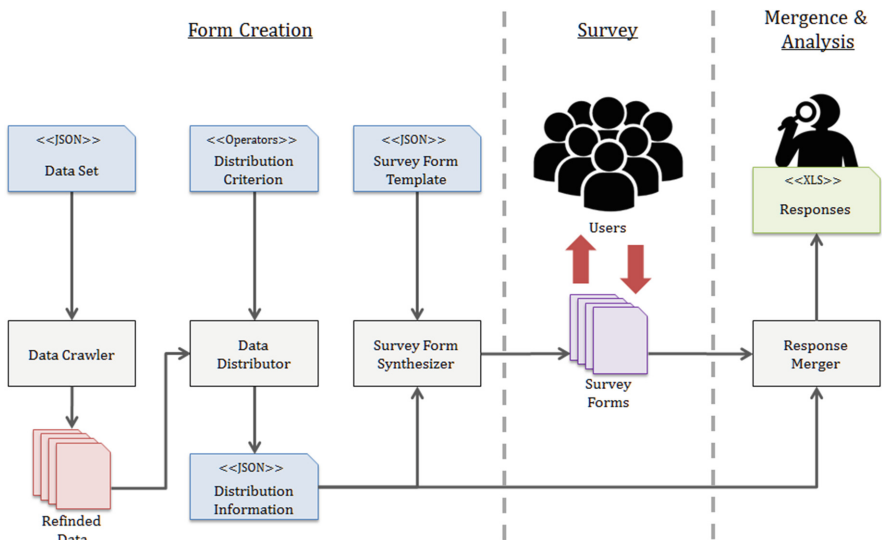 Form Creation
Survey
Mergence &
Analysis
<<JSON>>
Data Set
<<Operators>>
Distribution
Criterion
<<JSON>>
Survey Form
Template
Users
<<XLS>>
Responses
Data Crawler
Data
Distributor
Survey Form
Synthesizer
Survey
Forms
Response
Merger
<<JSON>>
Distribution
Information
Refinded
Data